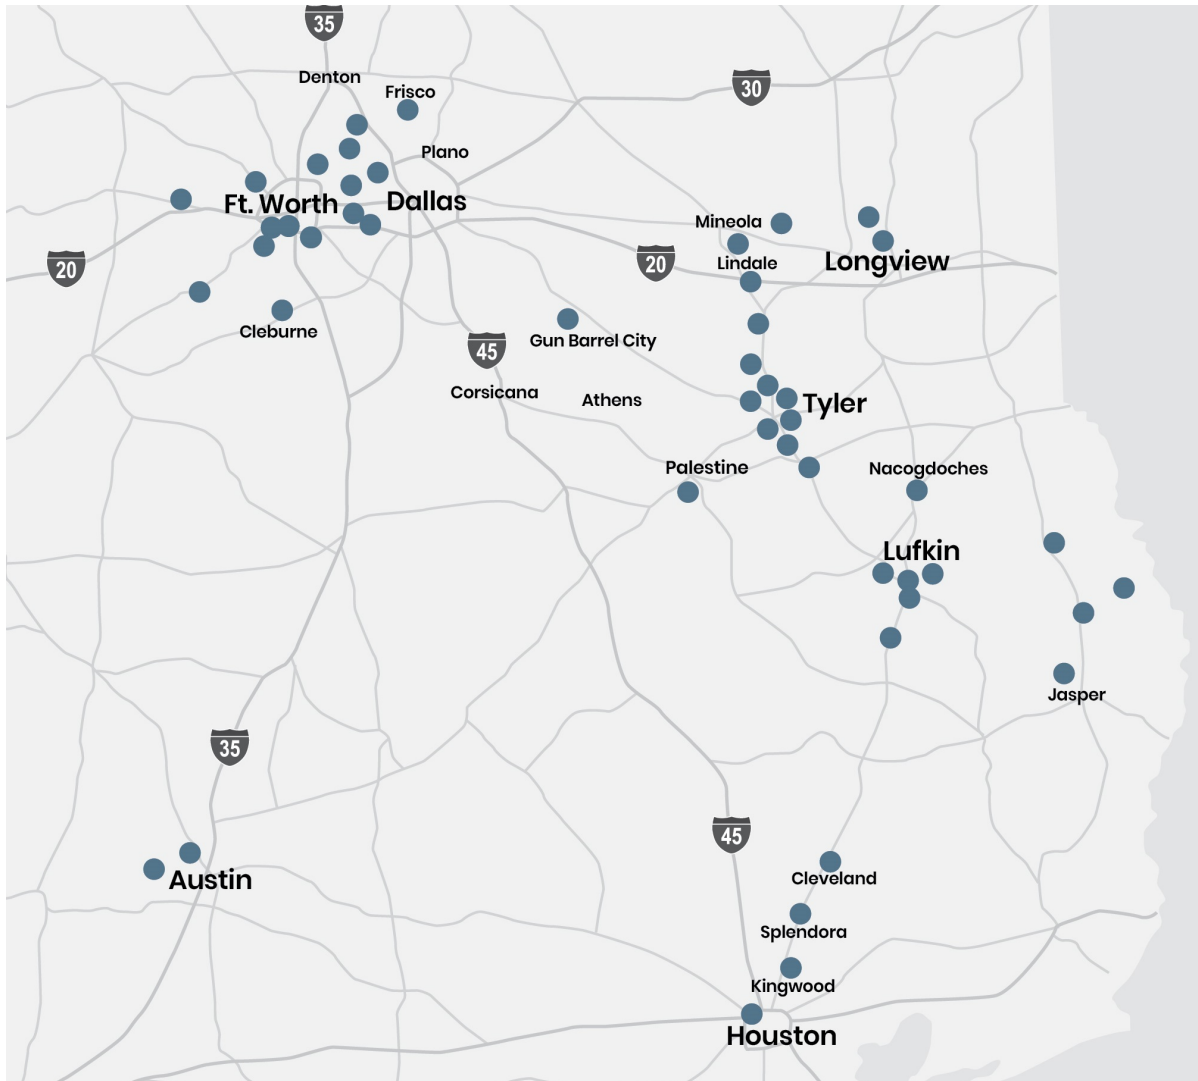 35
Denton
30
Frisco
Plano
Ft. Worth
Dallas
Mineola
Lindale
Longview
20
20
Cleburne
Gun Barrel City
45
Corsicana
Athens
Tyler
Palestine
Nacogdoches
Lufkin
Jasper
35
45
Austin
Cleveland
Splendora
Kingwood
Houston